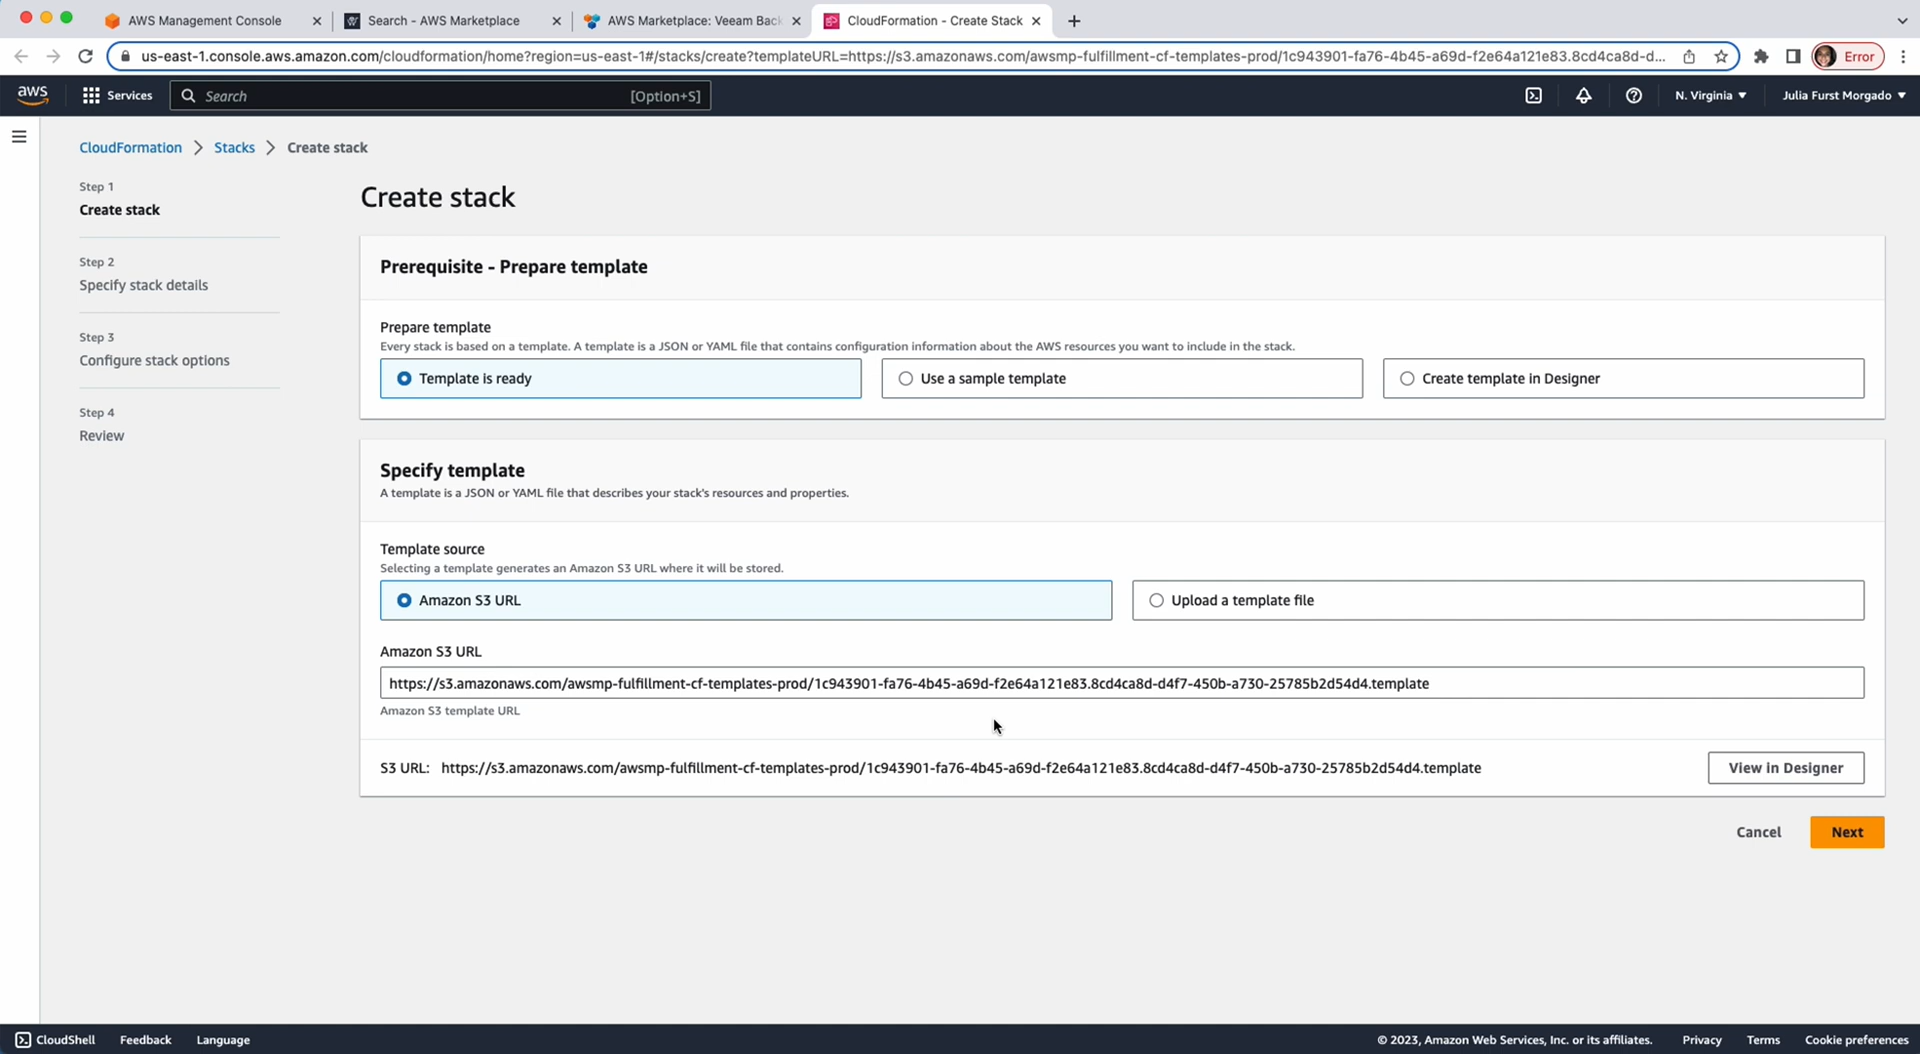 AWS Management Console
Search - AWS Marketplace
AWS Marketplace: Veeam Back
CloudFormation - Create Stack
us-east-1.console.aws.amazon.com/cloudformation/home?region=us-east-1#/stacks/create?templateURL=https://s3.amazonaws.com/awsmp-fulfillment-cf-templates-prod/1c943901-fa76-4b45-a69d-f2e64a121e83.8cd4ca8d-d...
Error
aws
Services
Search
[Option+S]
N. Virginia
Julia Furst Morgado
CloudFormation
Stacks
Create stack
Step 1
Create stack
Step 2
Specify stack details
Step 3
Configure stack options
Step 4
Review
Create stack
Prerequisite - Prepare template
Prepare template
Every stack is based on a template. A template is a JSON or YAML file that contains configuration information about the AWS resources you want to include in the stack.
Template is ready
Use a sample template
Create template in Designer
Specify template
A template is a JSON or YAML file that describes your stack's resources and properties.
Template source
Selecting a template generates an Amazon S3 URL where it will be stored.
Amazon S3 URL
Upload a template file
Amazon S3 URL
https://s3.amazonaws.com/awsmp-fulfillment-cf-templates-prod/1c943901-fa76-4b45-a69d-f2e64a121e83.8cd4ca8d-d4f7-450b-a730-25785b2d54d4.template
Amazon S3 template URL
S3 URL: https://s3.amazonaws.com/awsmp-fulfillment-cf-templates-prod/1c943901-fa76-4b45-a69d-f2e64a121e83.8cd4ca8d-d4f7-450b-a730-25785b2d54d4.template
View in Designer
Cancel
Next
CloudShell
Feedback
Language
© 2023, Amazon Web Services, Inc. or its affiliates.
Privacy
Terms
Cookie preferences